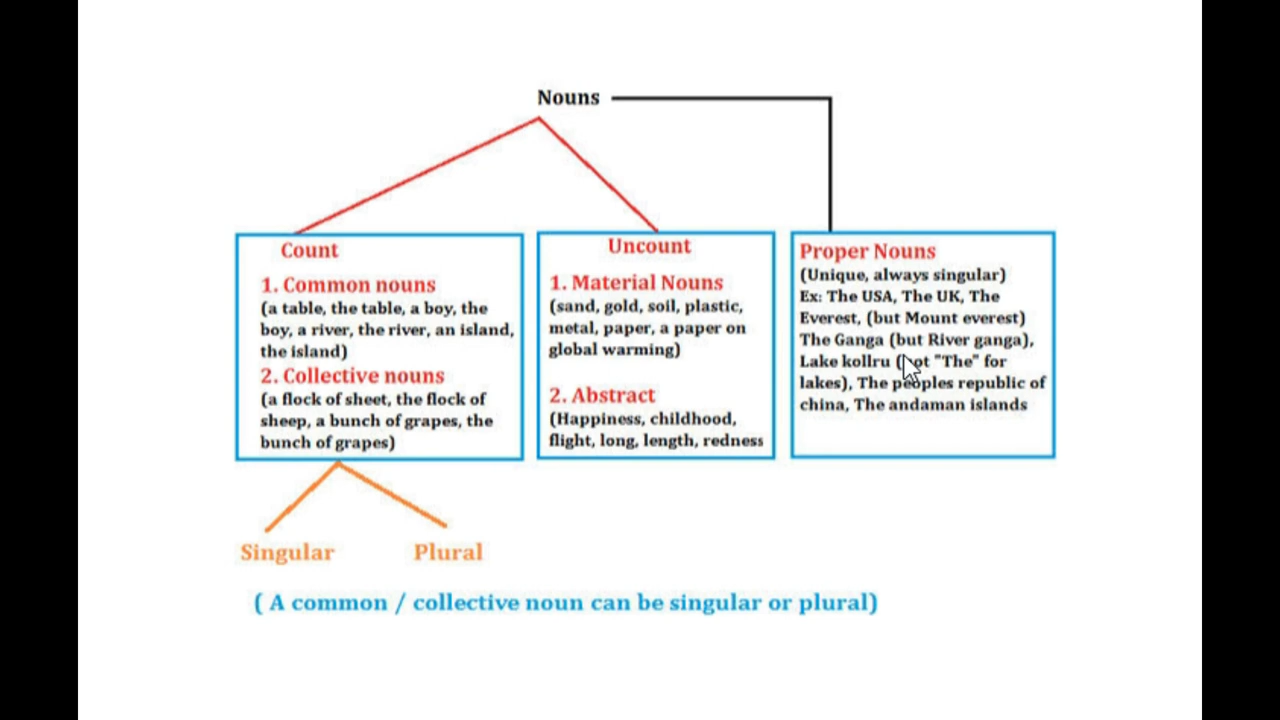 Nouns
Count
1. Common nouns
(a table, the table, a boy, the
boy, a river, the river, an island,
the island)
2. Collective nouns
(a flock of sheet, the flock of
sheep, a bunch of grapes, the
bunch of grapes)
Uncount
1. Material Nouns
(sand, gold, soil, plastic,
metal, paper, a paper on
global warming)
2. Abstract
(Happiness, childhood,
flight, long, length, redness
Proper Nouns
(Unique, always singular)
Ex: The USA, The UK, The
Everest, (but Mount everest)
The Ganga (but River ganga),
Lake kollru (not "The" for
lakes), The peoples republic of
china, The andaman islands
Singular
Plural
( A common / collective noun can be singular or plural)